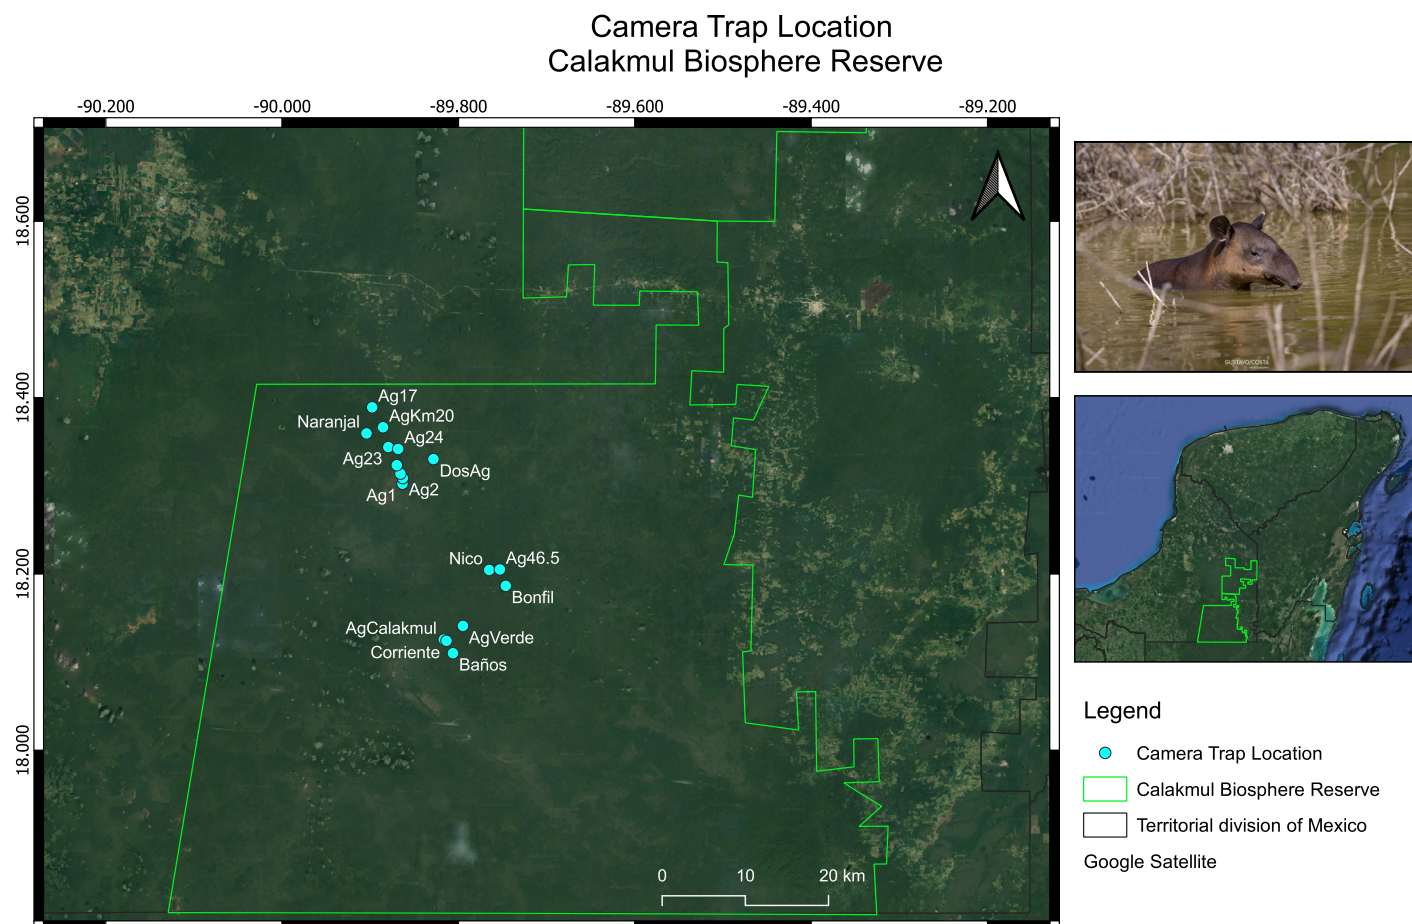 Camera Trap Location
Calakmul Biosphere Reserve
-90.200
-90.000
-89.800
-89.600
-89.400
-89.200
18.600
18.400
18.200
18.000
Ag17
AgKm20
Naranjal
Ag24
Ag23
DosAg
Ag2
Ag1
Nico
Ag46.5
Bonfil
AgCalakmul
AgVerde
Corriente
Baños
0 10 20 km
GUSTAVO/COSTA
Legend
Camera Trap Location
Calakmul Biosphere Reserve
Territorial division of Mexico
Google Satellite